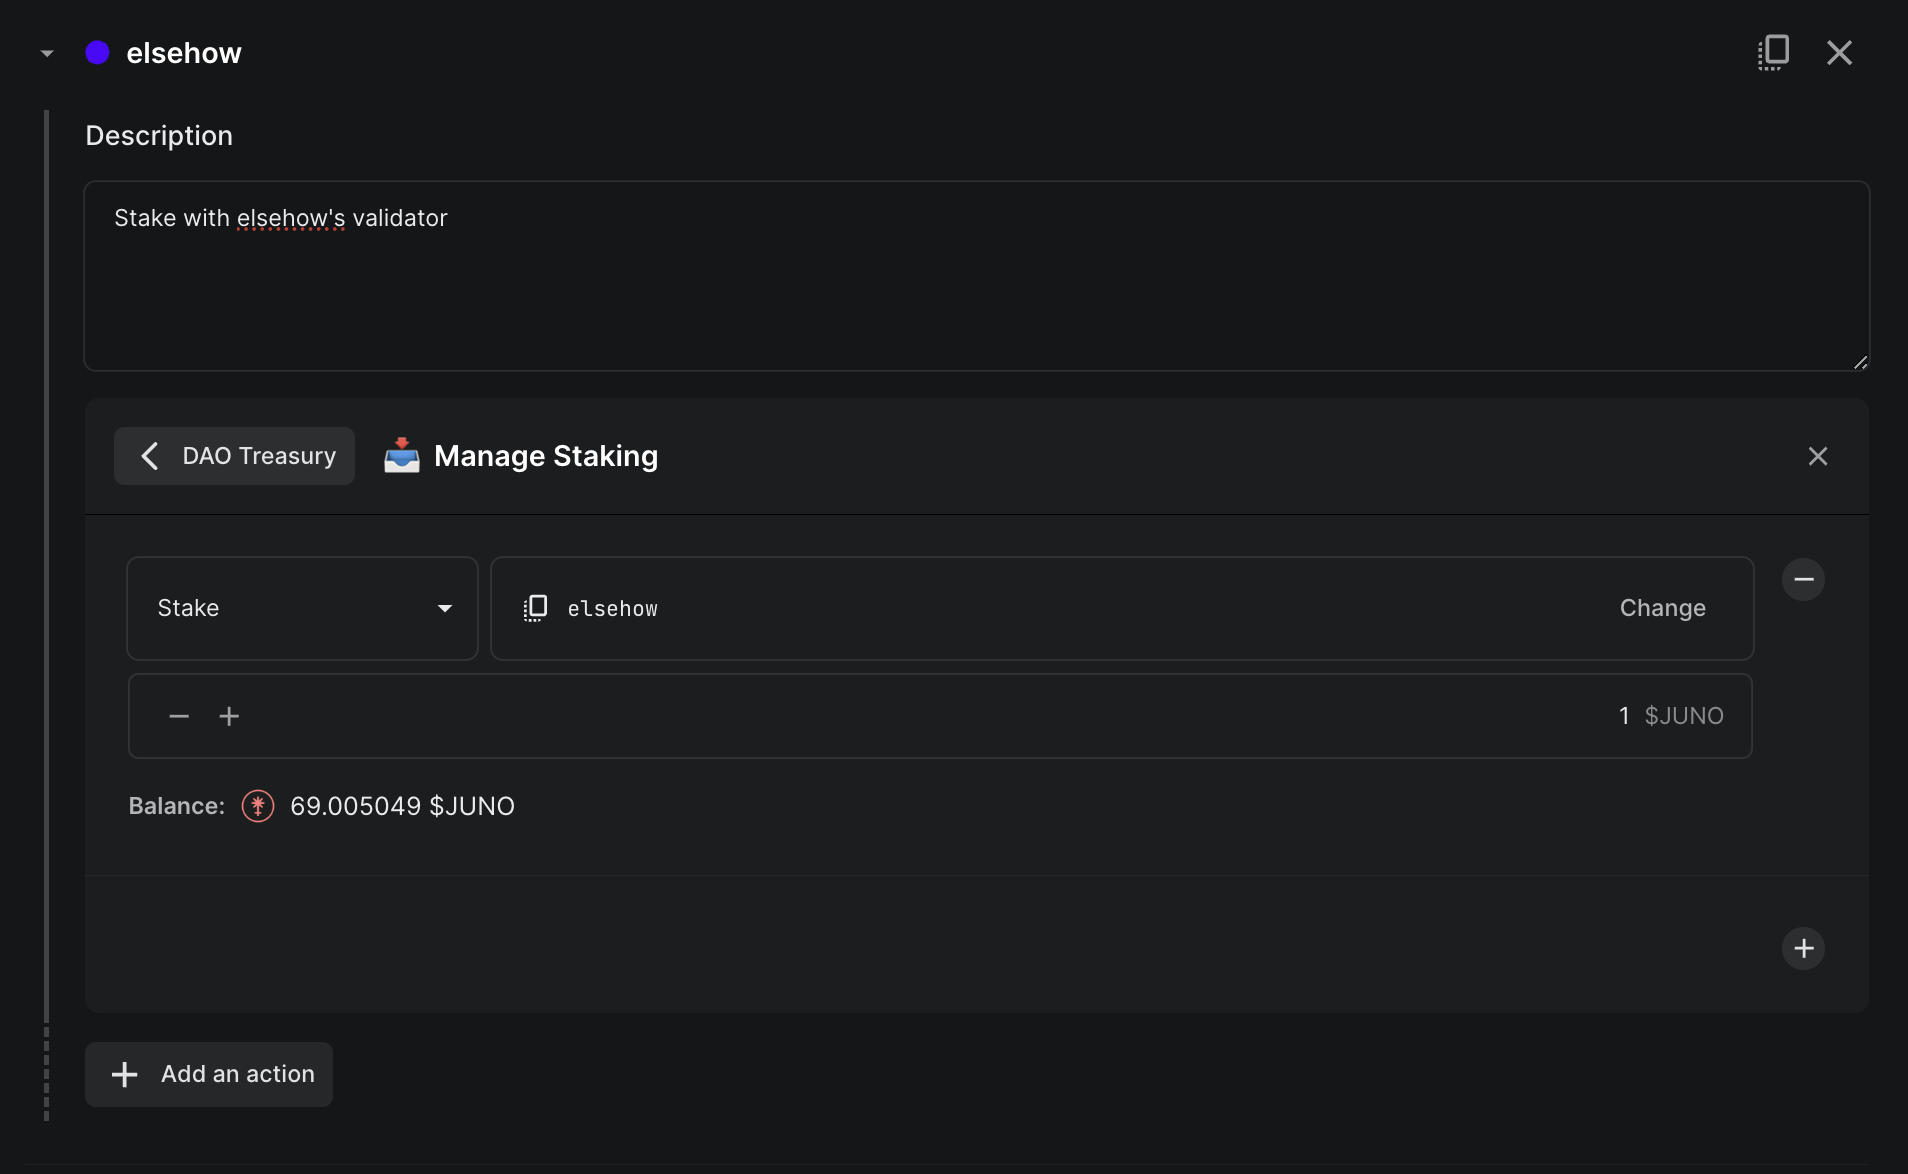 elsehow
Description
Stake with elsehow's validator
DAO Treasury
Manage Staking
Stake
elsehow
Change
1 $JUNO
Balance: 69.005049 $JUNO
Add an action